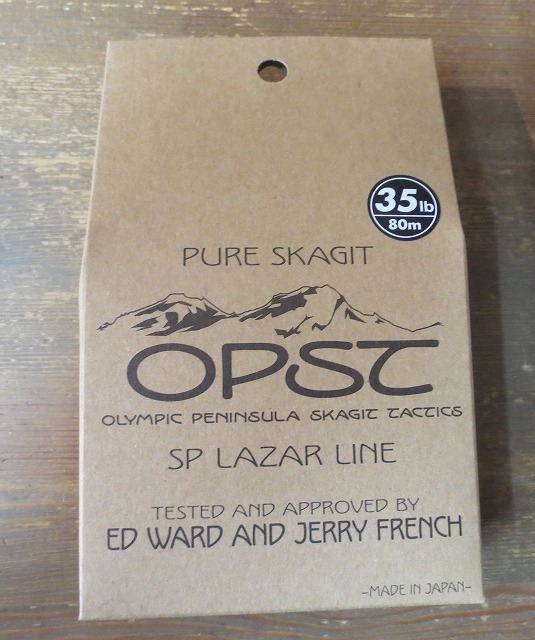 35lb
80m
PURE SKAGIT
OPST
OLYMPIC PENINSULA SKAGIT TACTICS
SP LAZAR LINE
TESTED AND APPROVED BY
ED WARD AND JERRY FRENCH
-MADE IN JAPAN-